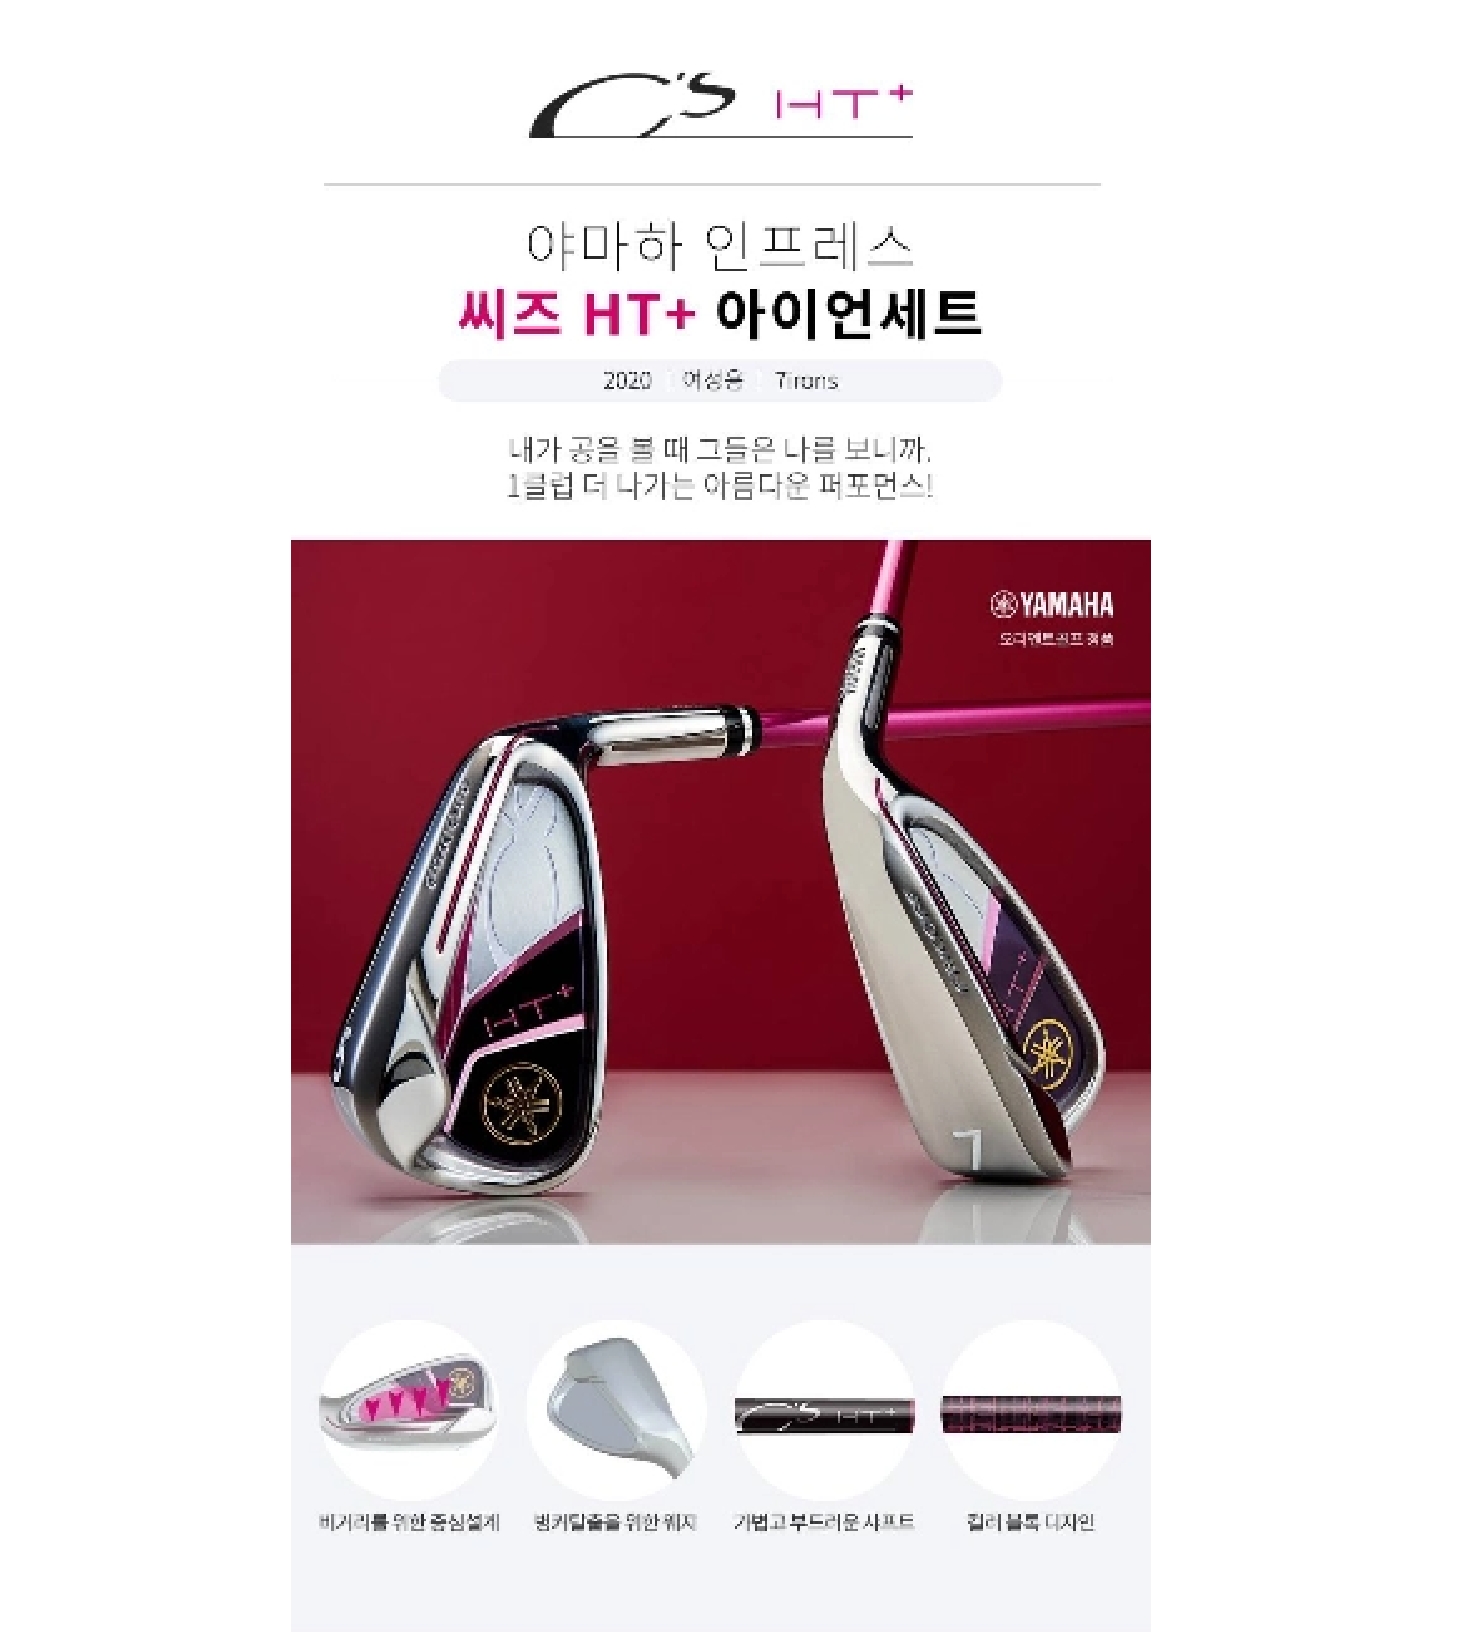 C'S HT+
야마하 인프레스
씨즈 HT+ 아이언세트
2020 | 여성용 | 7irons
내가 공을 볼 때 그들은 나를 보니까.
1클럽 더 나가는 아름다운 퍼포먼스!
YAMAHA
오리엔트골프 정품
HT+
HT+
7
C'S HT+
비거리를 위한 중심설계
벙커탈출을 위한 웨지
가볍고 부드러운 샤프트
컬러 블록 디자인